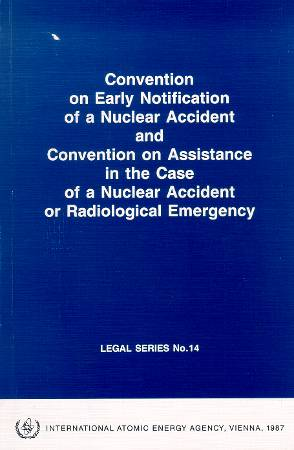 Convention
on Early Notification
of a Nuclear Accident
and
Convention on Assistance
in the Case
of a Nuclear Accident
or Radiological Emergency
LEGAL SERIES No.14
INTERNATIONAL ATOMIC ENERGY AGENCY, VIENNA, 1987